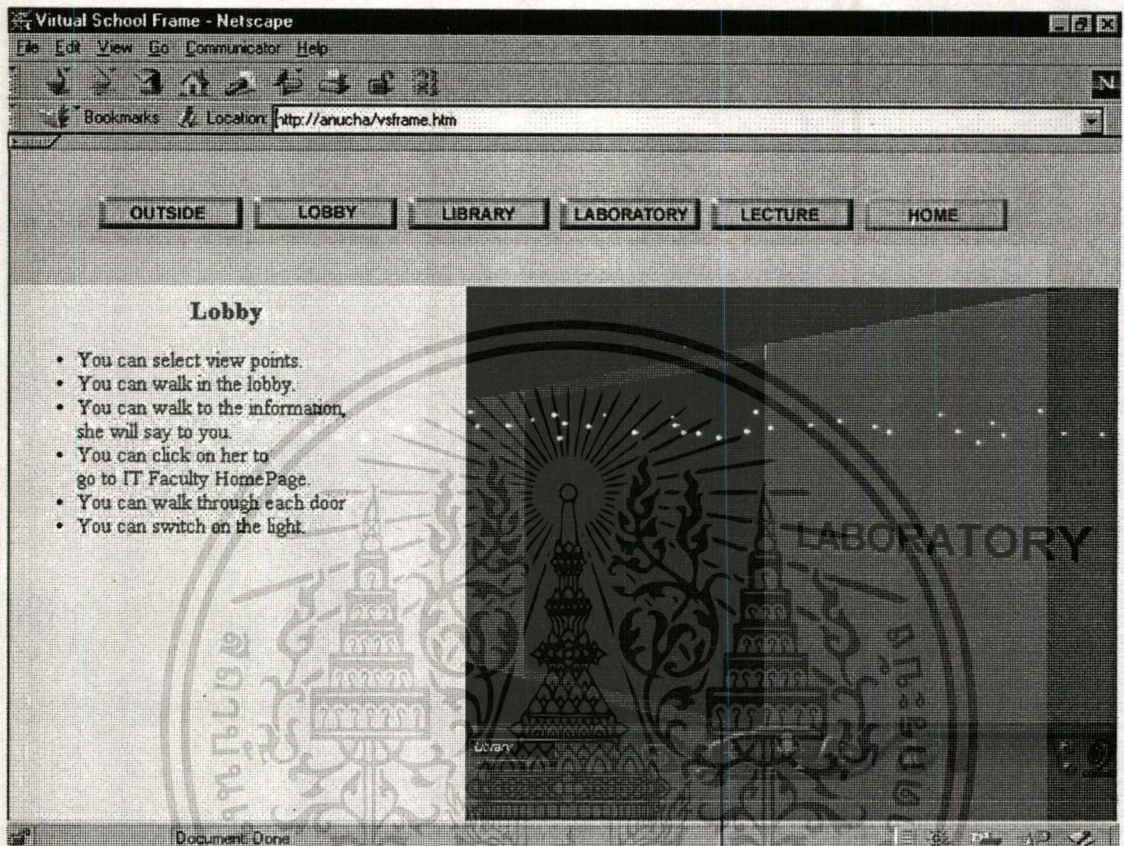 Virtual School Frame - Netscape
File Edit View Go Communicator Help
N
Bookmarks Location: http://anucha/vsframe.htm
OUTSIDE LOBBY LIBRARY LABORATORY LECTURE HOME
Lobby
• You can select view points.
• You can walk in the lobby.
• You can walk to the information,
she will say to you.
• You can click on her to
go to IT Faculty HomePage.
• You can walk through each door
• You can switch on the light.
LABORATORY
Library
Document: Done